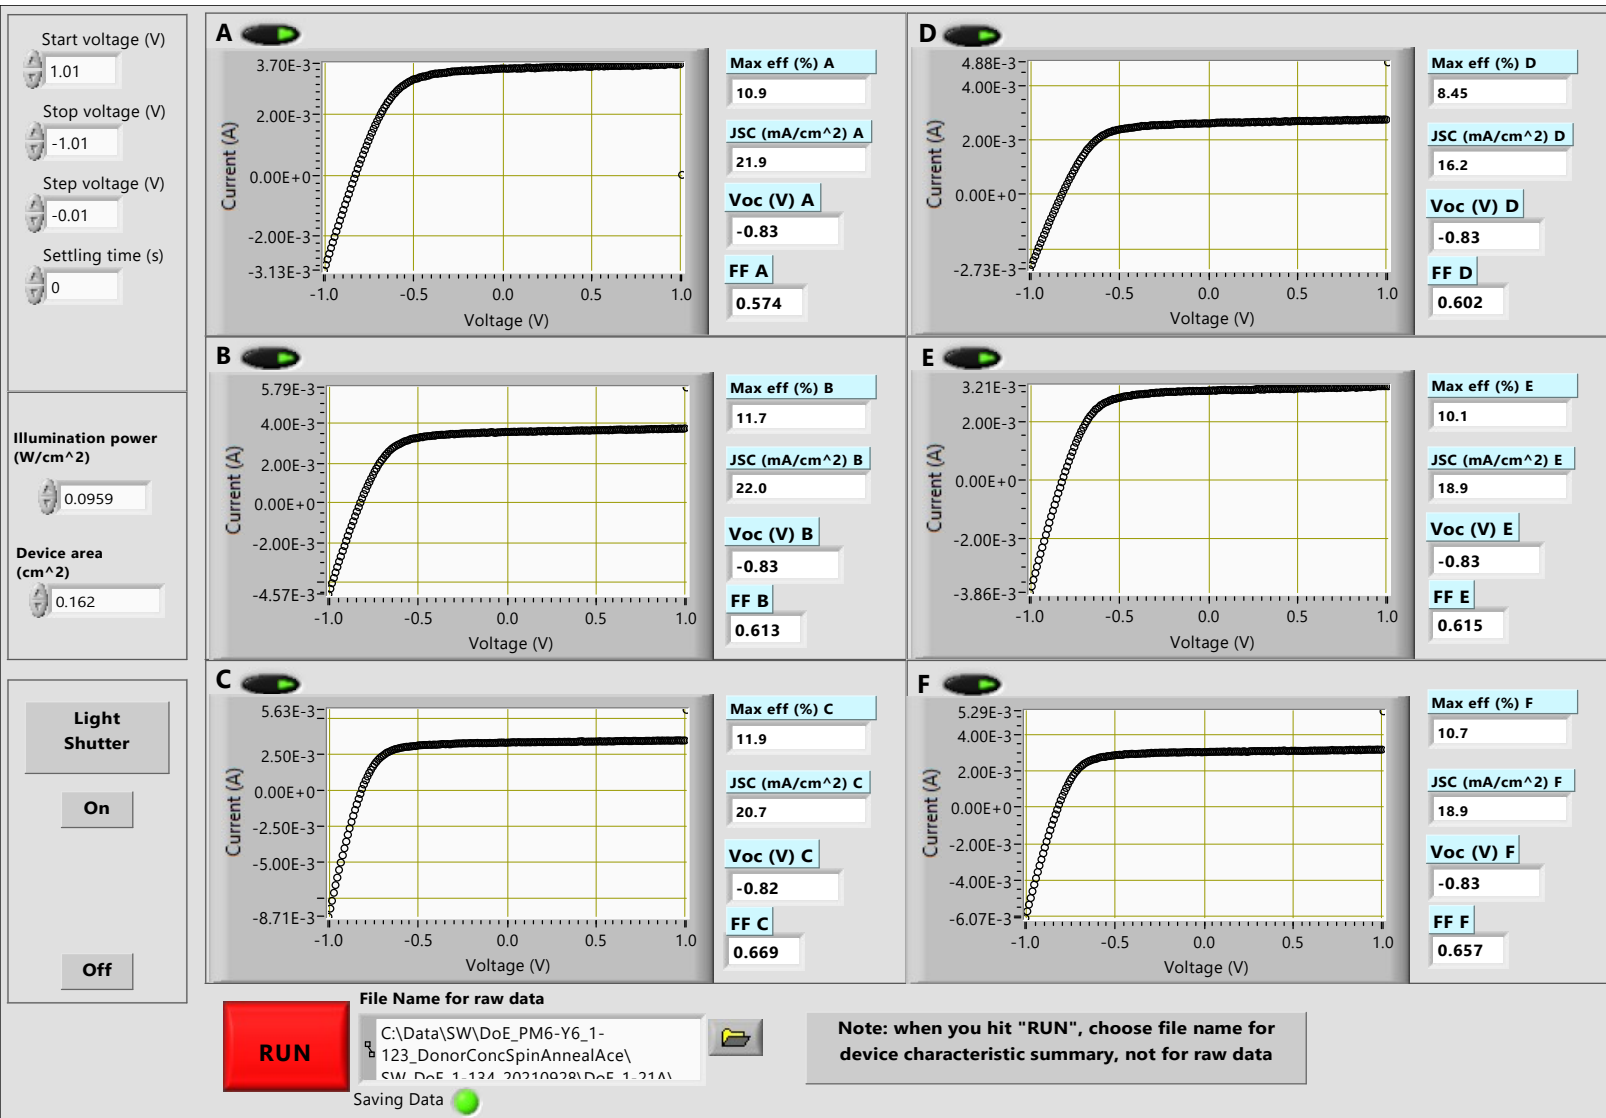 Start voltage (V)
1.01
Stop voltage (V)
-1.01
Step voltage (V)
-0.01
Settling time (s)
0
Illumination power
(W/cm^2)
0.0959
Device area
(cm^2)
0.162
Light
Shutter
On
Off
A
3.70E-3
2.00E-3
0.00E+0
-2.00E-3
-3.13E-3
Current (A)
-1.0 -0.5 0.0 0.5 1.0
Voltage (V)
Max eff (%) A
10.9
JSC (mA/cm^2) A
21.9
Voc (V) A
-0.83
FF A
0.574
B
5.79E-3
4.00E-3
2.00E-3
0.00E+0
-2.00E-3
-4.57E-3
Current (A)
-1.0 -0.5 0.0 0.5 1.0
Voltage (V)
Max eff (%) B
11.7
JSC (mA/cm^2) B
22.0
Voc (V) B
-0.83
FF B
0.613
C
5.63E-3
2.50E-3
0.00E+0
-2.50E-3
-5.00E-3
-8.71E-3
Current (A)
-1.0 -0.5 0.0 0.5 1.0
Voltage (V)
Max eff (%) C
11.9
JSC (mA/cm^2) C
20.7
Voc (V) C
-0.82
FF C
0.669
D
4.88E-3
4.00E-3
2.00E-3
0.00E+0
-2.73E-3
Current (A)
-1.0 -0.5 0.0 0.5 1.0
Voltage (V)
Max eff (%) D
8.45
JSC (mA/cm^2) D
16.2
Voc (V) D
-0.83
FF D
0.602
E
3.21E-3
2.00E-3
0.00E+0
-2.00E-3
-3.86E-3
Current (A)
-1.0 -0.5 0.0 0.5 1.0
Voltage (V)
Max eff (%) E
10.1
JSC (mA/cm^2) E
18.9
Voc (V) E
-0.83
FF E
0.615
F
5.29E-3
4.00E-3
2.00E-3
0.00E+0
-2.00E-3
-4.00E-3
-6.07E-3
Current (A)
-1.0 -0.5 0.0 0.5 1.0
Voltage (V)
Max eff (%) F
10.7
JSC (mA/cm^2) F
18.9
Voc (V) F
-0.83
FF F
0.657
RUN
File Name for raw data
C:\Data\SW\DoE_PM6-Y6_1-
123_DonorConcSpinAnnealAce\
SW_DoE_1-134_20210928\DoE_1-21A\
Saving Data
Note: when you hit "RUN", choose file name for
device characteristic summary, not for raw data